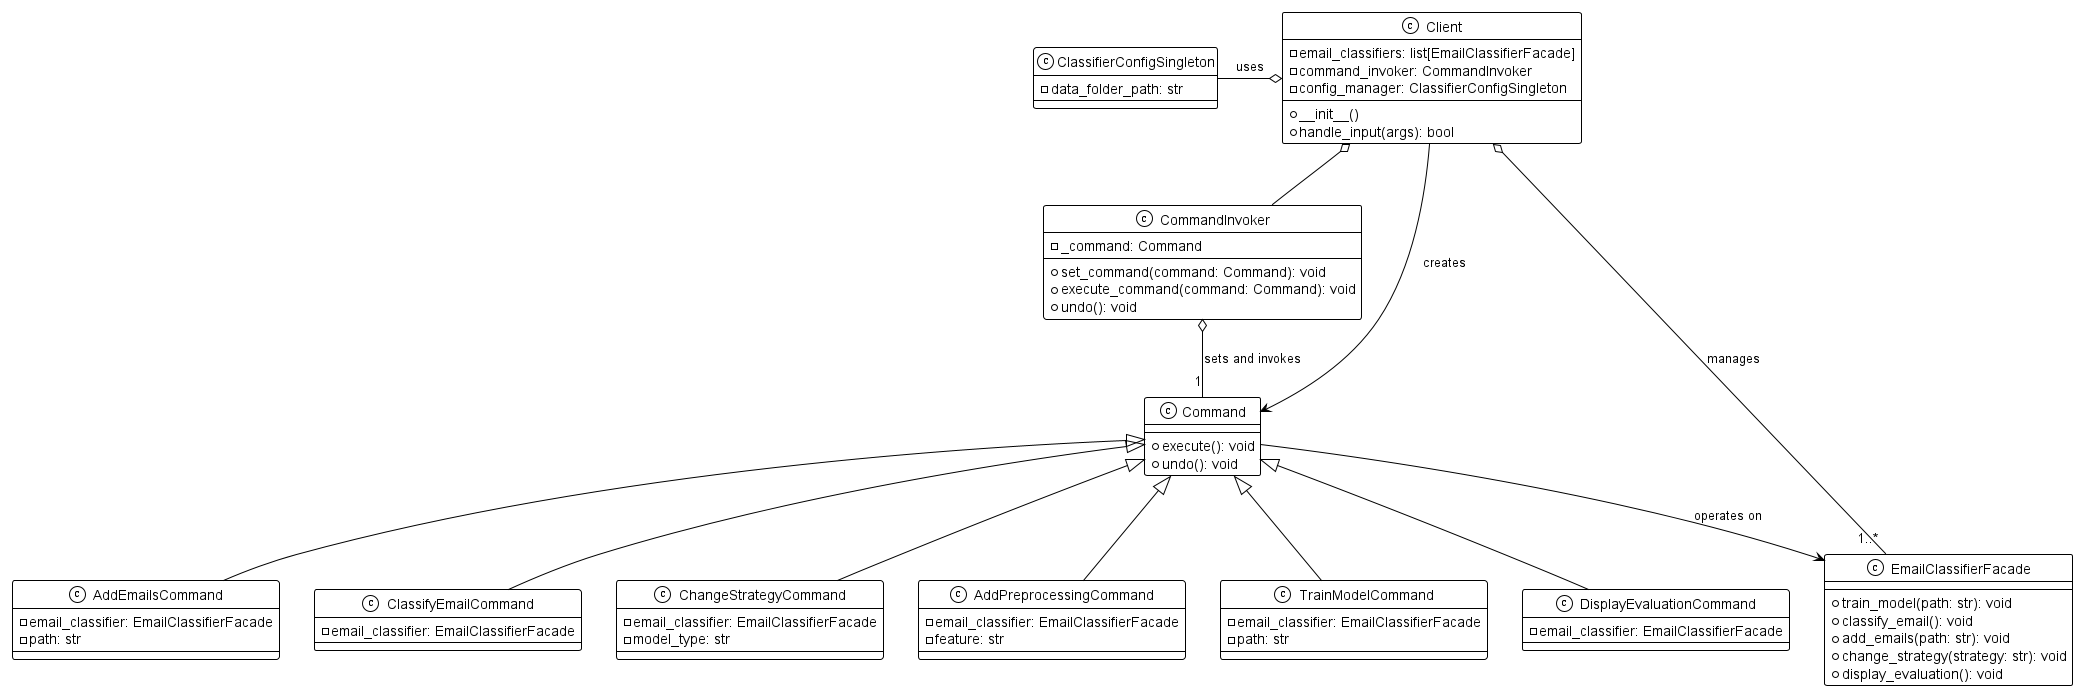 C Client
email_classifiers: list[EmailClassifierFacade]
command_invoker: CommandInvoker
config_manager: ClassifierConfigSingleton
__init__()
handle_input(args): bool
C ClassifierConfigSingleton
data_folder_path: str
uses
C CommandInvoker
_command: Command
set_command(command: Command): void
execute_command(command: Command): void
undo(): void
creates
manages
sets and invokes
1
C Command
execute(): void
undo(): void
operates on
1..*
C AddEmailsCommand
email_classifier: EmailClassifierFacade
path: str
C ClassifyEmailCommand
email_classifier: EmailClassifierFacade
C ChangeStrategyCommand
email_classifier: EmailClassifierFacade
model_type: str
C AddPreprocessingCommand
email_classifier: EmailClassifierFacade
feature: str
C TrainModelCommand
email_classifier: EmailClassifierFacade
path: str
C DisplayEvaluationCommand
email_classifier: EmailClassifierFacade
C EmailClassifierFacade
train_model(path: str): void
classify_email(): void
add_emails(path: str): void
change_strategy(strategy: str): void
display_evaluation(): void